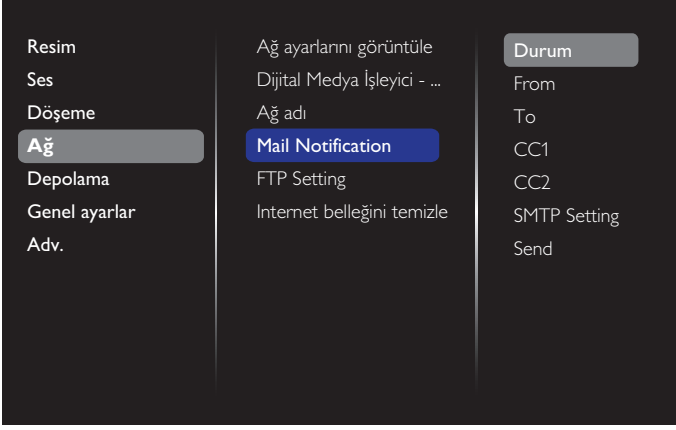 Resim
Ses
Döşeme
Ağ
Depolama
Genel ayarlar
Adv.
Ağ ayarlarını görüntüle
Dijital Medya İşleyici - ...
Ağ adı
Mail Notification
FTP Setting
Internet belleğini temizle
Durum
From
To
CC1
CC2
SMTP Setting
Send